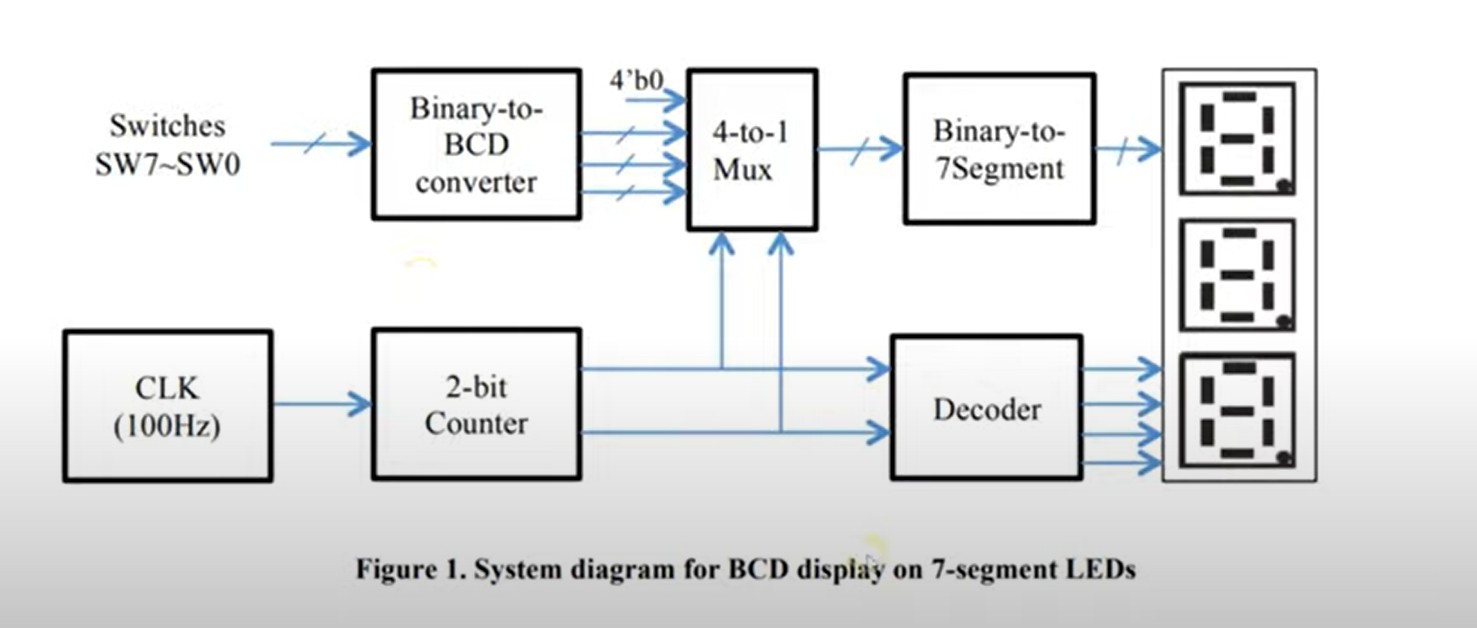 Switches
SW7~SW0
Binary-to-
BCD
converter
4’b0
4-to-1
Mux
Binary-to-
7Segment
CLK
(100Hz)
2-bit
Counter
Decoder
Figure 1. System diagram for BCD display on 7-segment LEDs